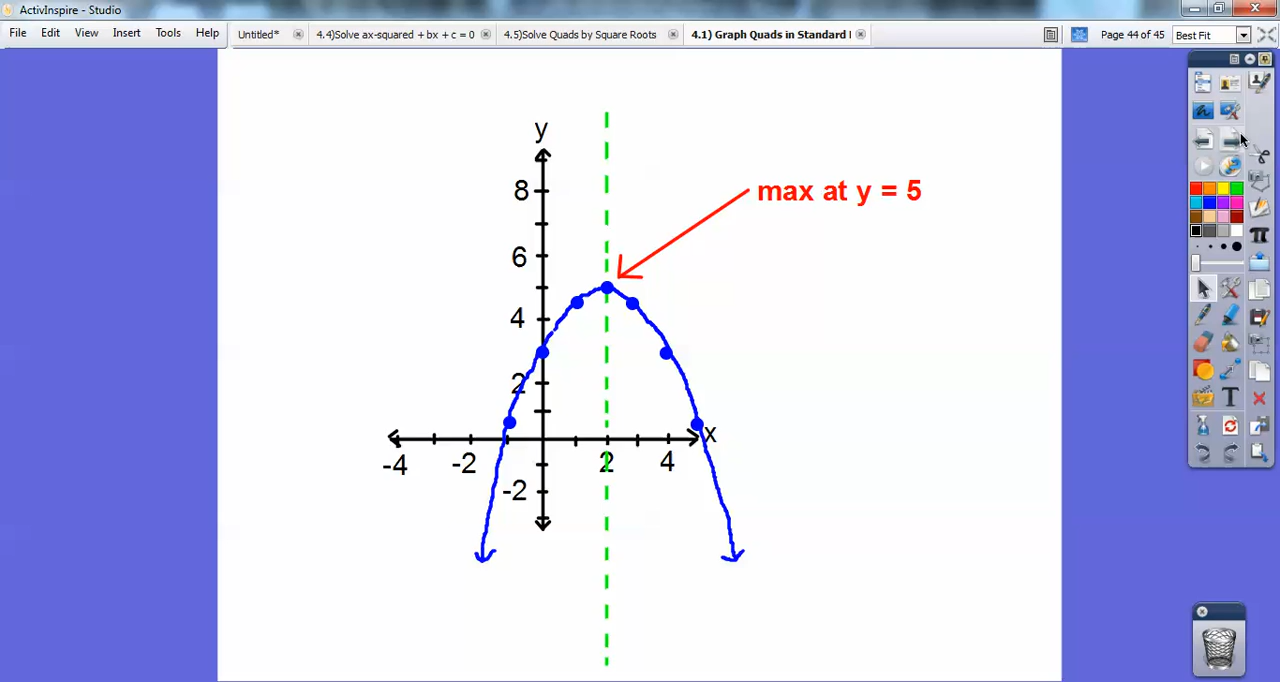 ActivInspire - Studio
File Edit View Insert Tools Help
Untitled* 4.4)Solve ax-squared + bx + c = 0 4.5)Solve Quads by Square Roots 4.1) Graph Quads in Standard
Page 44 of 45 Best Fit
y
8
max at y = 5
6
4
2
x
-4 -2 2 4
-2
T